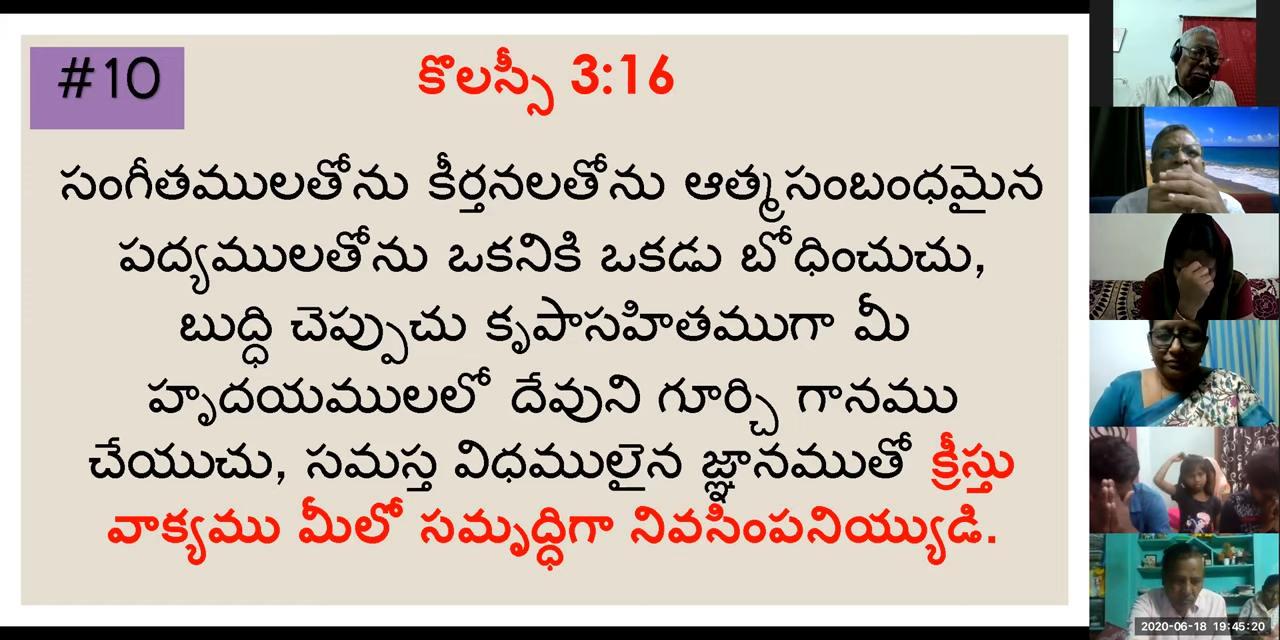 #10
కొలస్సీ 3:16
సంగీతములతోను కీర్తనలతోను ఆత్మసంబంధమైన
పద్యములతోను ఒకనికి ఒకడు బోధించుచు,
బుద్ధి చెప్పుచు కృపాసహితముగా మీ
హృదయములలో దేవుని గూర్చి గానము
చేయుచు, సమస్త విధములైన జ్ఞానముతో క్రీస్తు
వాక్యము మీలో సమృద్ధిగా నివసింపనియ్యుడి.
2020-06-18 19:45:20